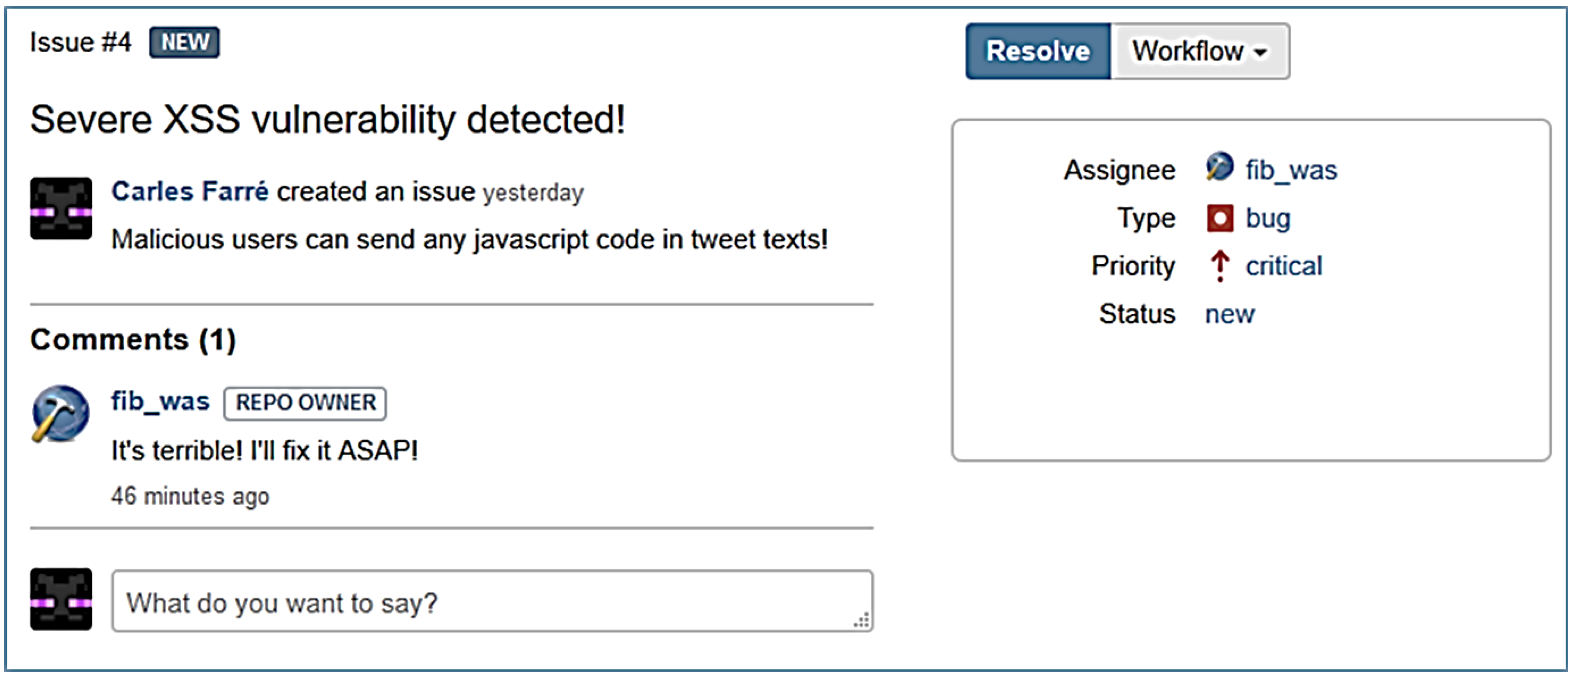 Issue #4 NEW
Resolve Workflow
Severe XSS vulnerability detected!
Carles Farré created an issue yesterday
Malicious users can send any javascript code in tweet texts!
Assignee fib_was
Type bug
Priority critical
Status new
Comments (1)
fib_was REPO OWNER
It's terrible! I'll fix it ASAP!
46 minutes ago
What do you want to say?